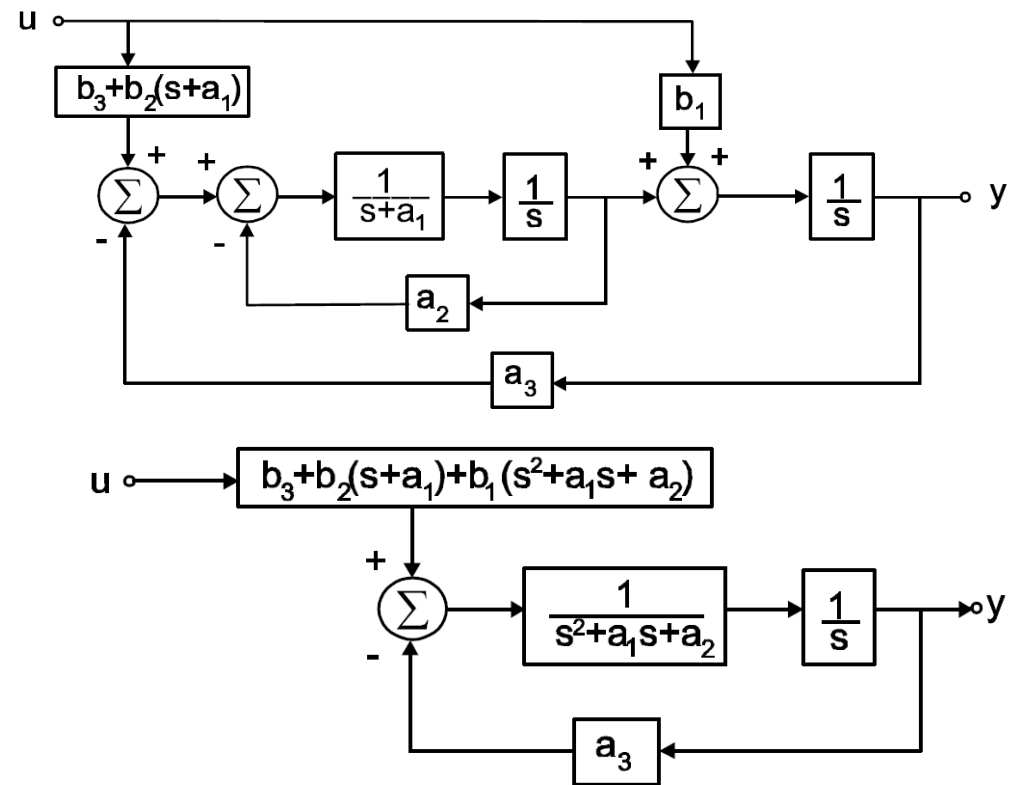 u
b₃+b₂(s+a₁)
b₁
+ +
+ +
Σ Σ 1/(s+a₁) 1/s Σ 1/s y
- -
a₂
a₃
u b₃+b₂(s+a₁)+b₁(s²+a₁s+ a₂)
+
Σ 1/(s²+a₁s+a₂) 1/s y
-
a₃